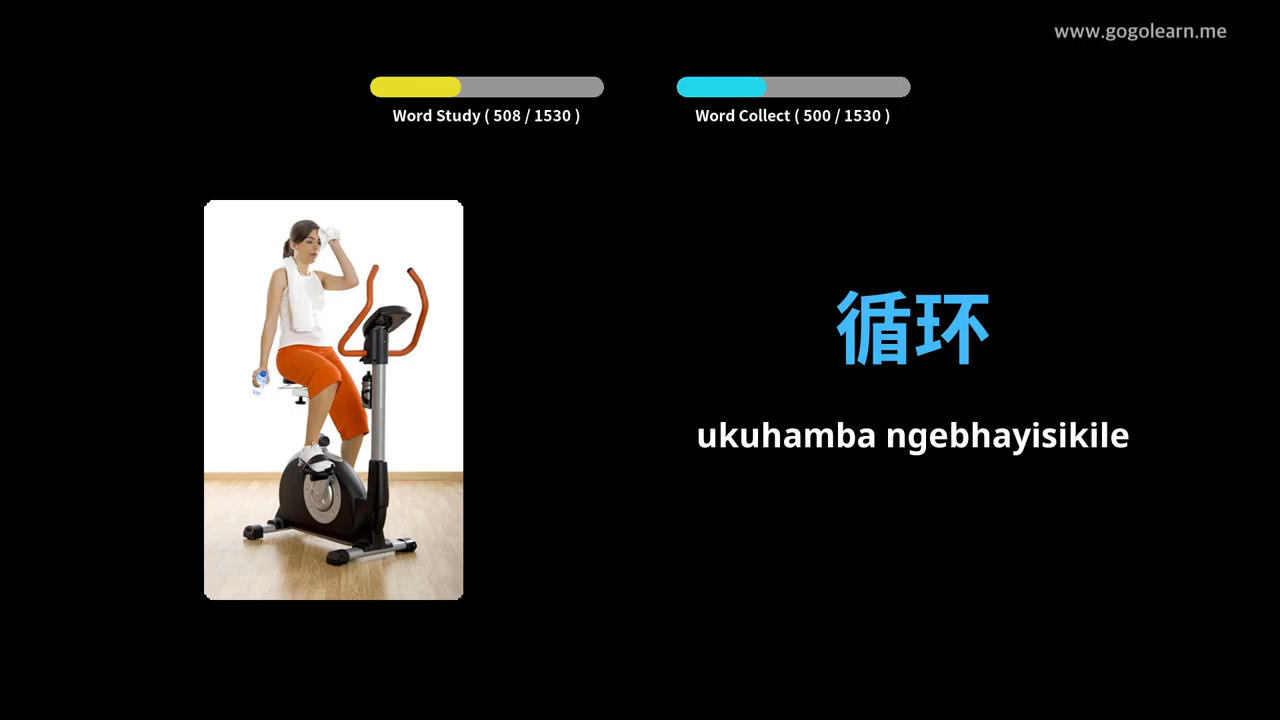 www.gogolearn.me
Word Study ( 508 / 1530 )
Word Collect ( 500 / 1530 )
循环
ukuhamba ngebhayisikile